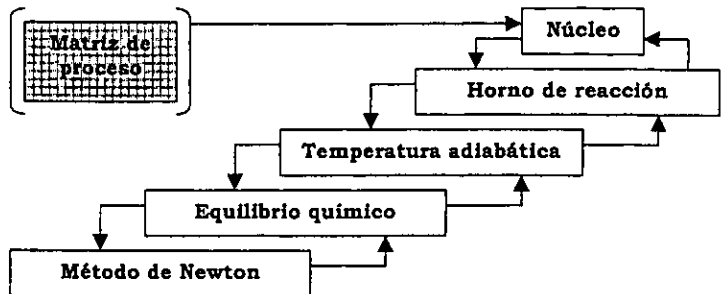 Matriz de
proceso
Núcleo
Horno de reacción
Temperatura adiabática
Equilibrio químico
Método de Newton